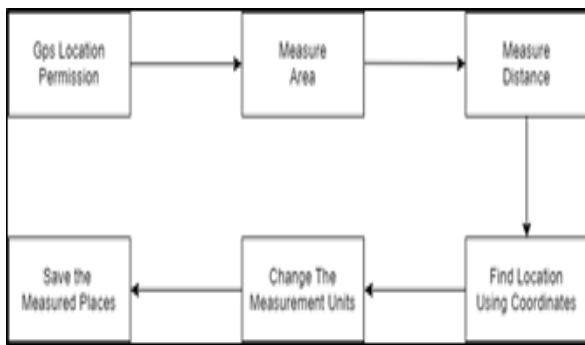 Gps Location
Permission
Measure
Area
Measure
Distance
Save the
Measured Places
Change The
Measurement Units
Find Location
Using Coordinates